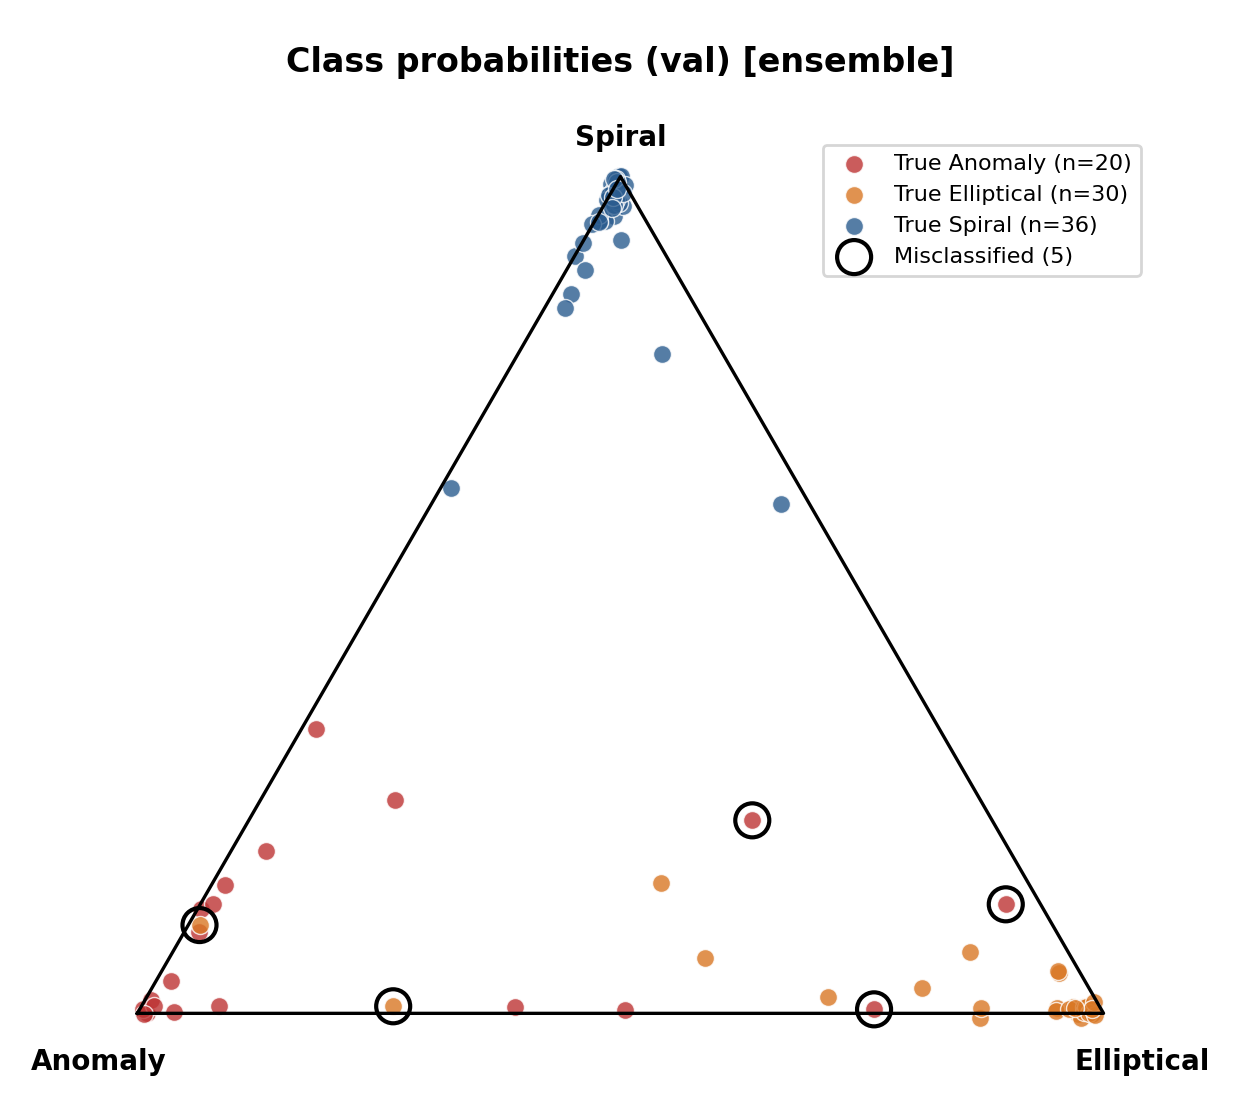 Class probabilities (val) [ensemble]
Spiral
True Anomaly (n=20)
True Elliptical (n=30)
True Spiral (n=36)
Misclassified (5)
Anomaly
Elliptical